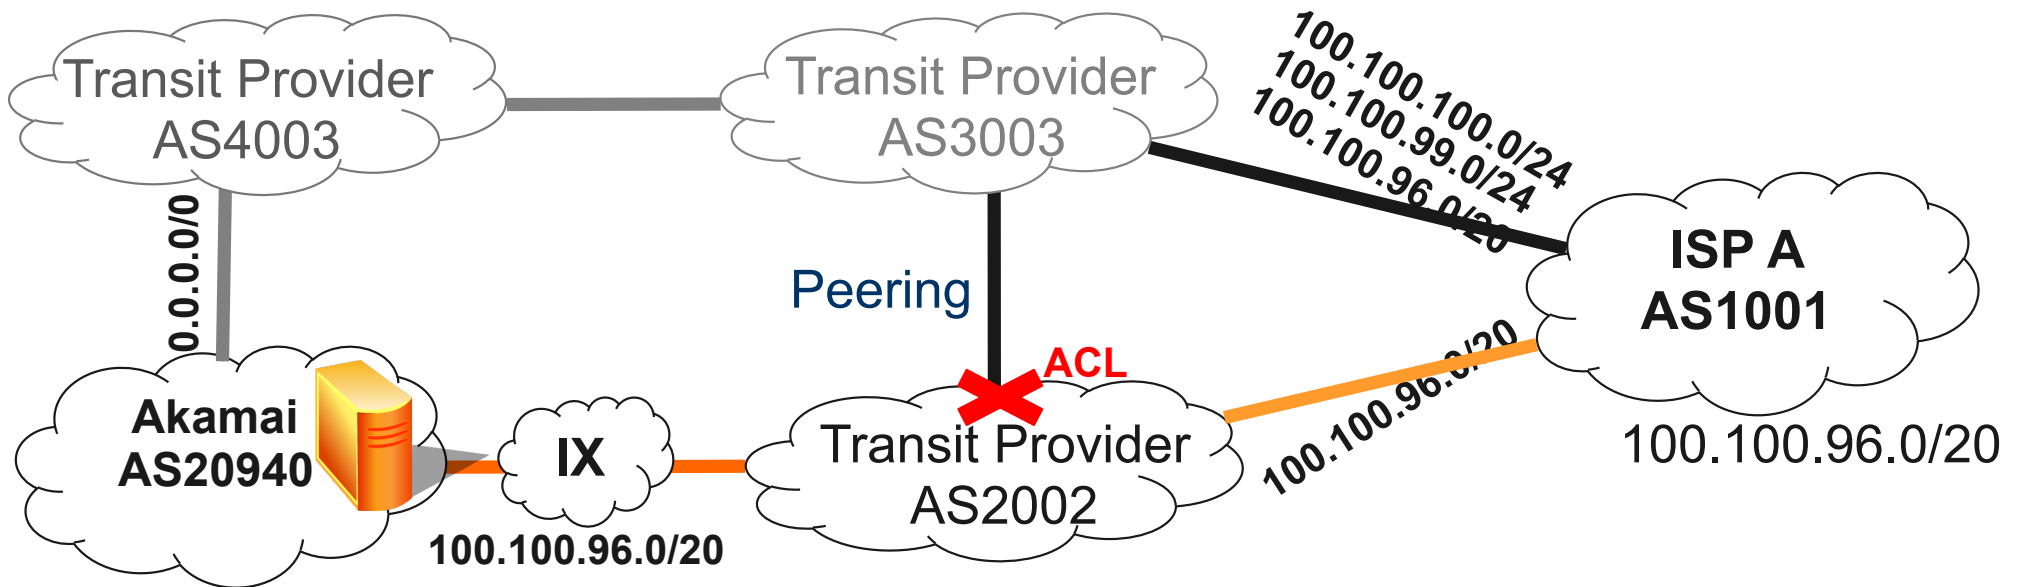 Transit Provider
AS4003
Transit Provider
AS3003
100.100.100.0/24
100.100.99.0/24
100.100.96.0/20
0.0.0.0/0
Peering
ISP A
AS1001
100.100.96.0/20
ACL
100.100.96.0/20
Akamai
AS20940
IX
100.100.96.0/20
Transit Provider
AS2002